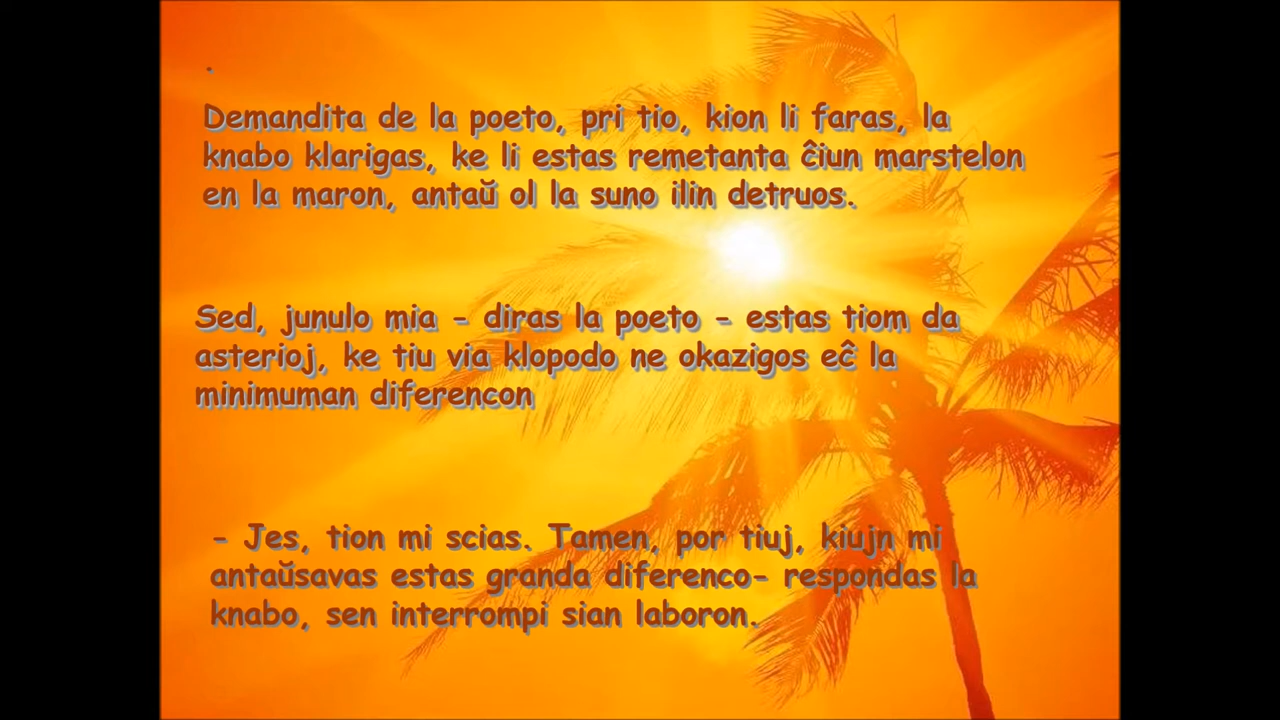 .
Demandita de la poeto, pri tio, kion li faras, la
knabo klarigas, ke li estas remetanta ĉiun marstelon
en la maron, antaŭ ol la suno ilin detruos.
Sed, junulo mia - diras la poeto - estas tiom da
asterioj, ke tiu via klopodo ne okazigos eĉ la
minimuman diferencon
- Jes, tion mi scias. Tamen, por tiuj, kiujn mi
antaŭsavas estas granda diferenco- respondas la
knabo, sen interrompi sian laboron.